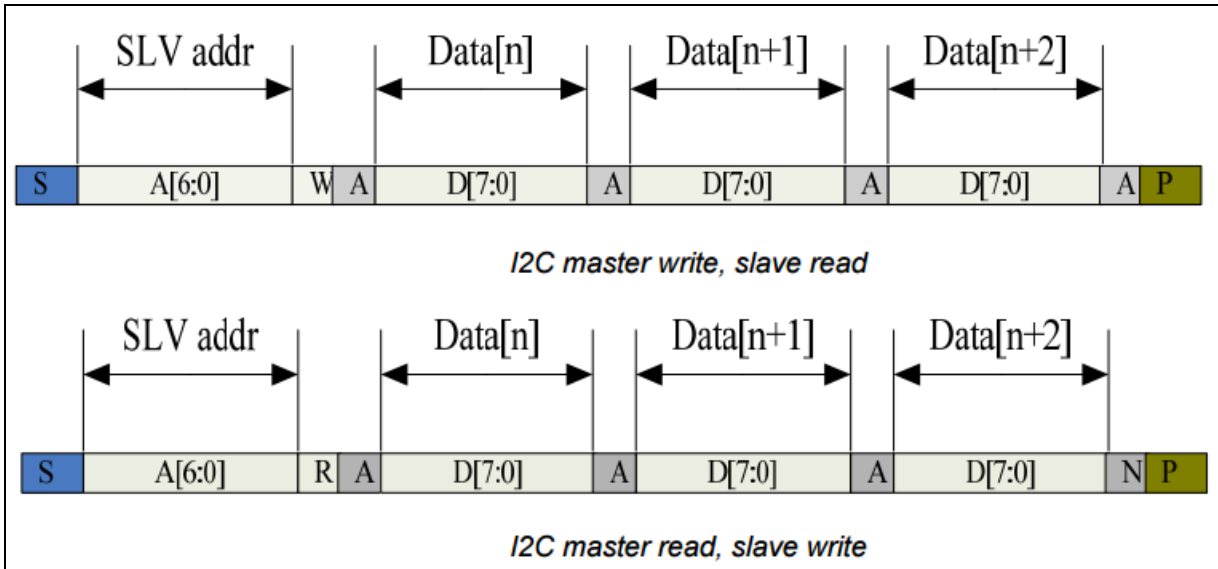 SLV addr Data[n] Data[n+1] Data[n+2]
S A[6:0] W A D[7:0] A D[7:0] A D[7:0] A P
I2C master write, slave read
SLV addr Data[n] Data[n+1] Data[n+2]
S A[6:0] R A D[7:0] A D[7:0] A D[7:0] N P
I2C master read, slave write